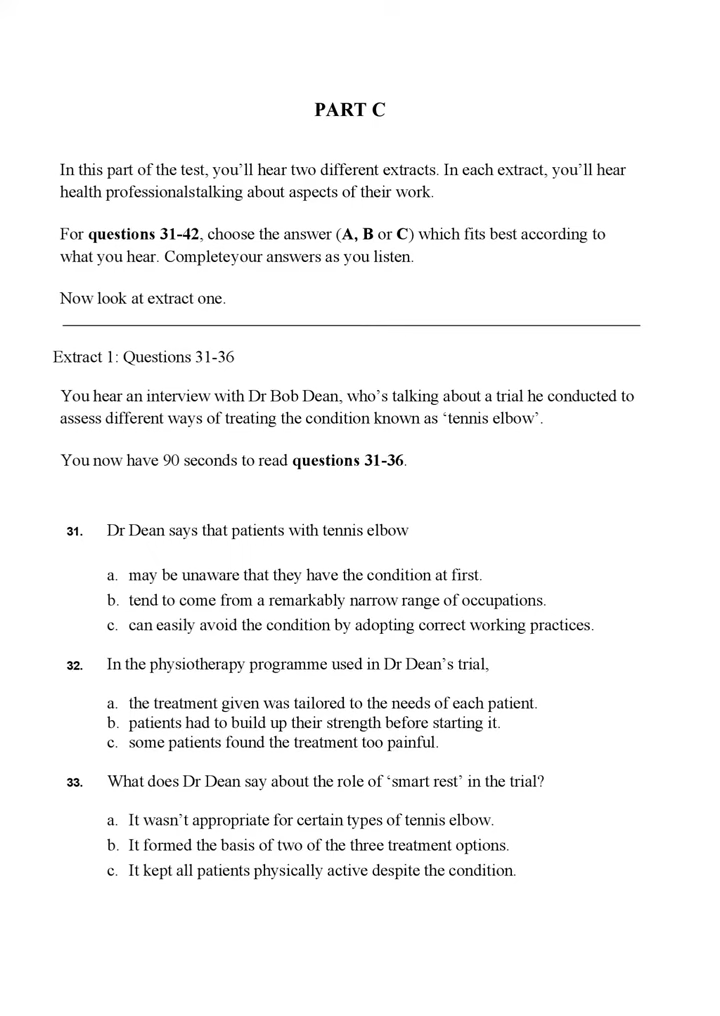 PART C
In this part of the test, you’ll hear two different extracts. In each extract, you’ll hear
health professionalstalking about aspects of their work.
For questions 31-42, choose the answer (A, B or C) which fits best according to
what you hear. Completeyour answers as you listen.
Now look at extract one.
Extract 1: Questions 31-36
You hear an interview with Dr Bob Dean, who’s talking about a trial he conducted to
assess different ways of treating the condition known as ‘tennis elbow’.
You now have 90 seconds to read questions 31-36.
31. Dr Dean says that patients with tennis elbow
a. may be unaware that they have the condition at first.
b. tend to come from a remarkably narrow range of occupations.
c. can easily avoid the condition by adopting correct working practices.
32. In the physiotherapy programme used in Dr Dean’s trial,
a. the treatment given was tailored to the needs of each patient.
b. patients had to build up their strength before starting it.
c. some patients found the treatment too painful.
33. What does Dr Dean say about the role of ‘smart rest’ in the trial?
a. It wasn’t appropriate for certain types of tennis elbow.
b. It formed the basis of two of the three treatment options.
c. It kept all patients physically active despite the condition.